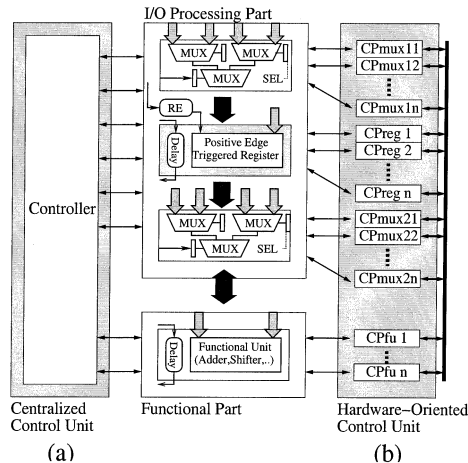 I/O Processing Part
MUX
MUX
MUX
SEL
RE
Delay
Positive Edge
Triggered Register
MUX
MUX
MUX
SEL
Controller
Delay
Functional Unit
(Adder,Shifter,..)
CPmux11
CPmux12
CPmux1n
CPreg 1
CPreg 2
CPreg n
CPmux21
CPmux22
CPmux2n
CPfu 1
CPfu n
Centralized
Control Unit
Functional Part
Hardware-Oriented
Control Unit
(a)
(b)